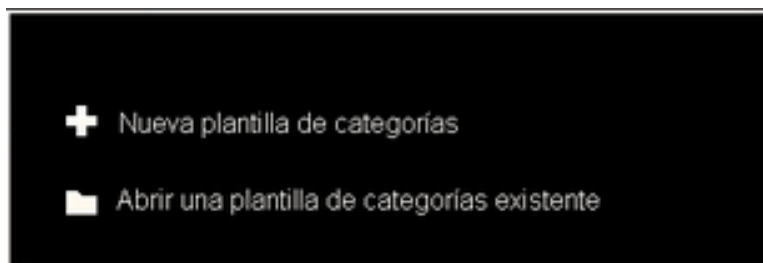 Nueva plantilla de categorías
Abrir una plantilla de categorías existente